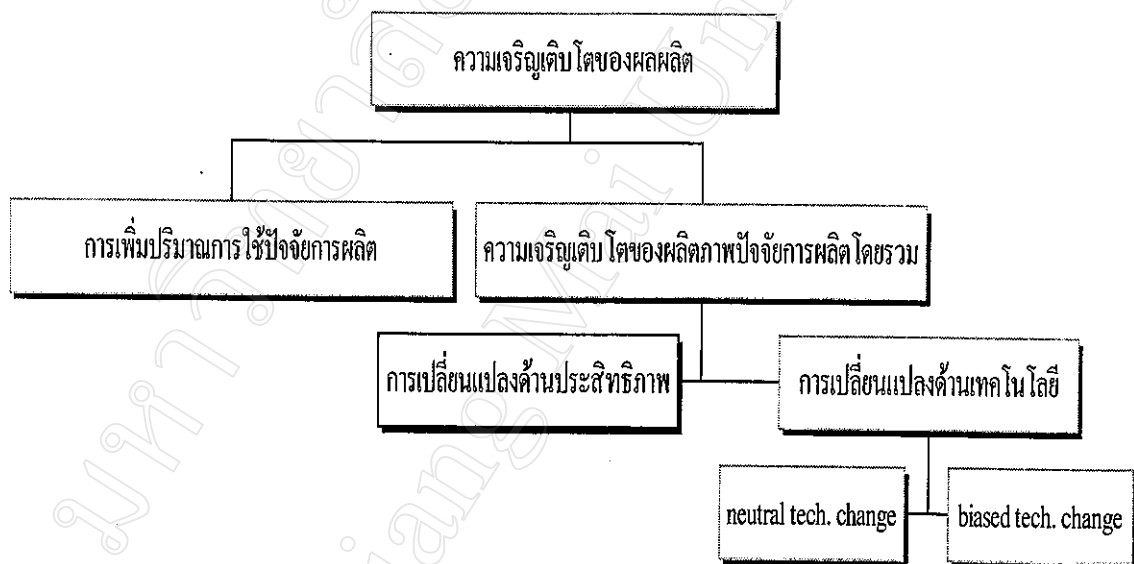 ความเจริญเติบโตของผลผลิต
การเพิ่มปริมาณการใช้ปัจจัยการผลิต
ความเจริญเติบโตของผลิตภาพปัจจัยการผลิตโดยรวม
การเปลี่ยนแปลงด้านประสิทธิภาพ
การเปลี่ยนแปลงด้านเทคโนโลยี
neutral tech. change
biased tech. change